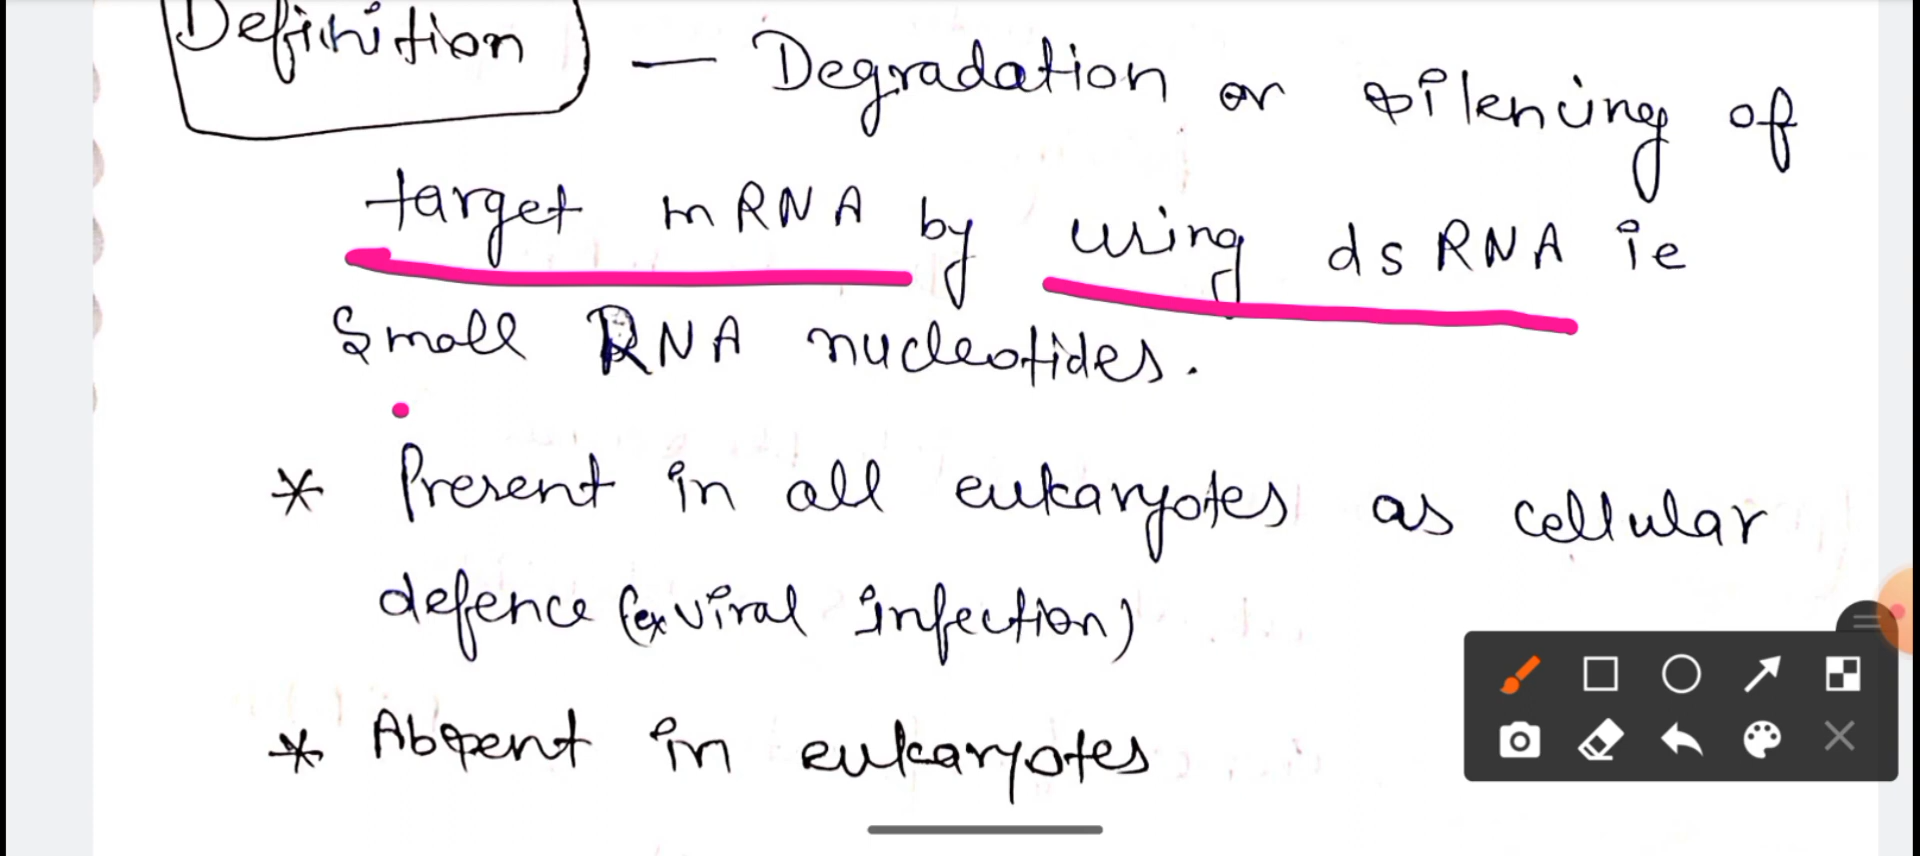 Definition — Degradation or silencing of
target mRNA by using dsRNA ie
Small RNA nucleotides.
* Present in all eukaryotes as cellular
defence (ex viral infection)
* Absent in eukaryotes